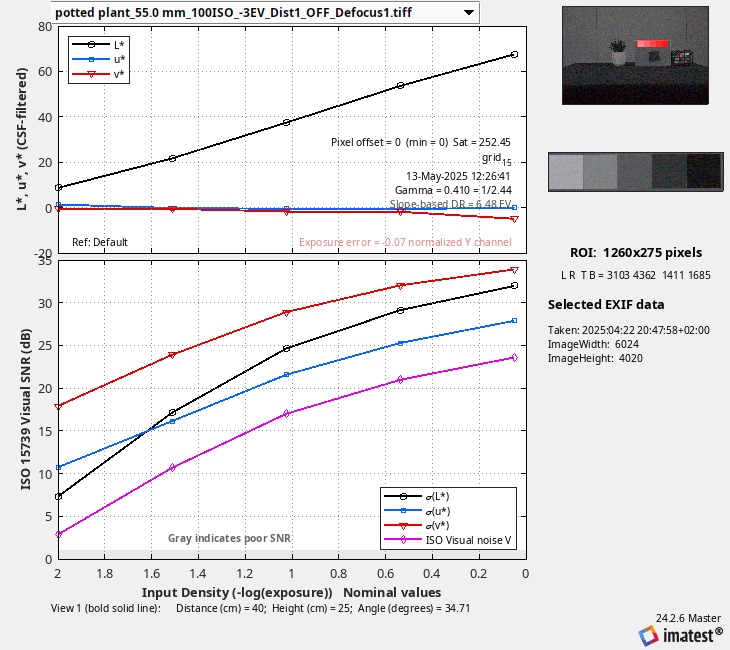 potted plant_55.0 mm_100ISO_-3EV_Dist1_OFF_Defocus1.tiff
80
60
40
20
0
-20
L*, u*, v* (CSF-filtered)
L*
u*
v*
Pixel offset = 0 (min = 0) Sat = 252.45
grid15
13-May-2025 12:26:41
Gamma = 0.410 = 1/2.44
Slope-based DR = 6.48 EV
Ref: Default
Exposure error = -0.07 normalized Y channel
35
30
25
20
15
10
5
0
ISO 15739 Visual SNR (dB)
σ(L*)
σ(u*)
σ(v*)
ISO Visual noise V
Gray indicates poor SNR
2 1.8 1.6 1.4 1.2 1 0.8 0.6 0.4 0.2 0
Input Density (-log(exposure)) Nominal values
View 1 (bold solid line): Distance (cm) = 40; Height (cm) = 25; Angle (degrees) = 34.71
ROI: 1260x275 pixels
L R T B = 3103 4362 1411 1685
Selected EXIF data
Taken: 2025:04:22 20:47:58+02:00
ImageWidth: 6024
ImageHeight: 4020
24.2.6 Master
imatest®